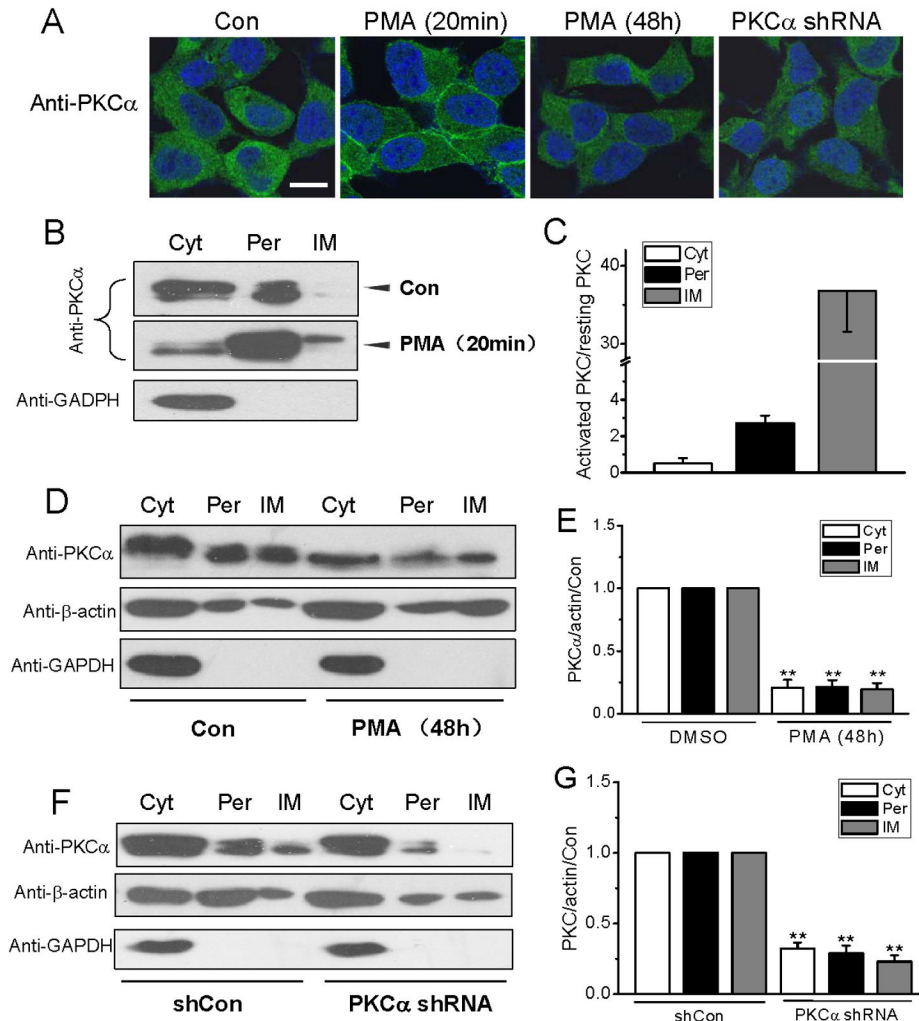 A
Con
PMA (20min)
PMA (48h)
PKCα shRNA
Anti-PKCα
B
Cyt Per IM
Anti-PKCα
Con
PMA (20min)
Anti-GADPH
C
Cyt
Per
IM
Activated PKC/resting PKC
40
30
4
2
0
D
Cyt Per IM Cyt Per IM
Anti-PKCα
Anti-β-actin
Anti-GAPDH
Con
PMA (48h)
E
Cyt
Per
IM
PKCα/actin/Con
1.5
1.0
0.5
0.0
** ** **
DMSO
PMA (48h)
F
Cyt Per IM Cyt Per IM
Anti-PKCα
Anti-β-actin
Anti-GAPDH
shCon
PKCα shRNA
G
Cyt
Per
IM
PKC/actin/Con
1.5
1.0
0.5
0.0
** ** **
shCon
PKCα shRNA